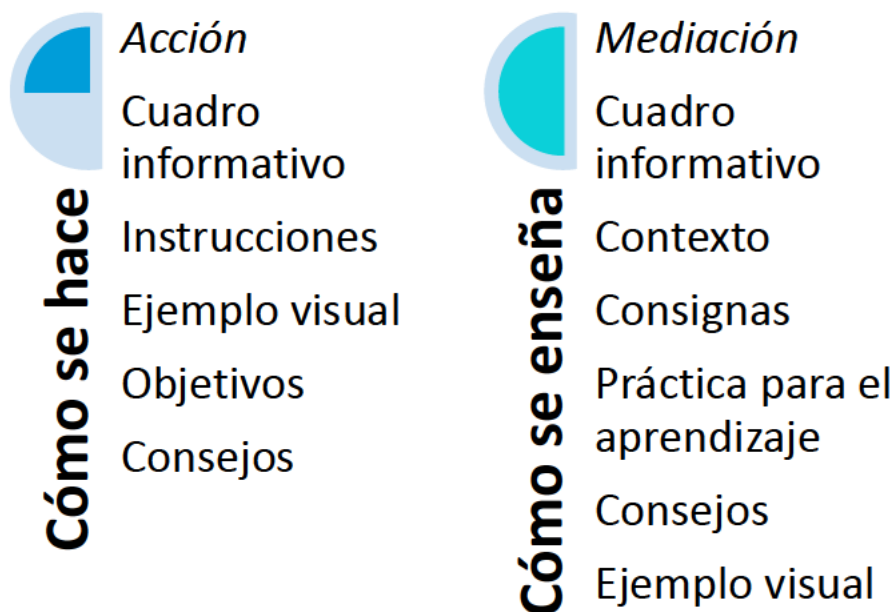 Cómo se hace
Acción
Cuadro
informativo
Instrucciones
Ejemplo visual
Objetivos
Consejos
Cómo se enseña
Mediación
Cuadro
informativo
Contexto
Consignas
Práctica para el
aprendizaje
Consejos
Ejemplo visual